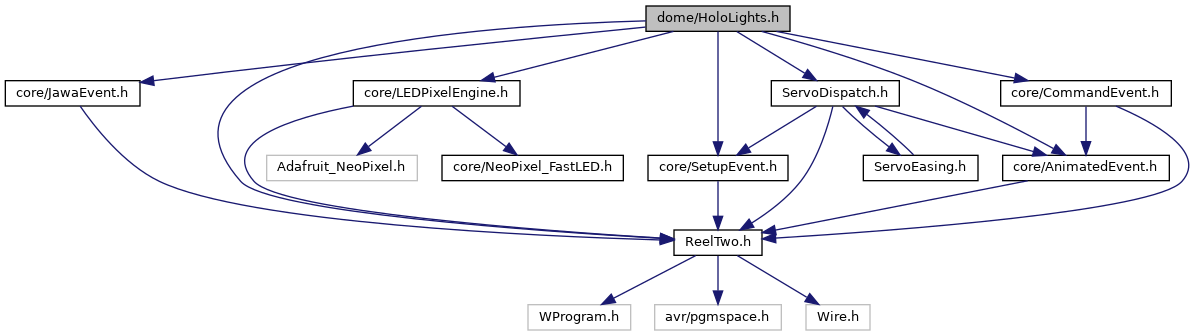 dome/HoloLights.h
core/JawaEvent.h
core/LEDPixelEngine.h
ServoDispatch.h
core/CommandEvent.h
Adafruit_NeoPixel.h
core/NeoPixel_FastLED.h
core/SetupEvent.h
ServoEasing.h
core/AnimatedEvent.h
ReelTwo.h
WProgram.h
avr/pgmspace.h
Wire.h